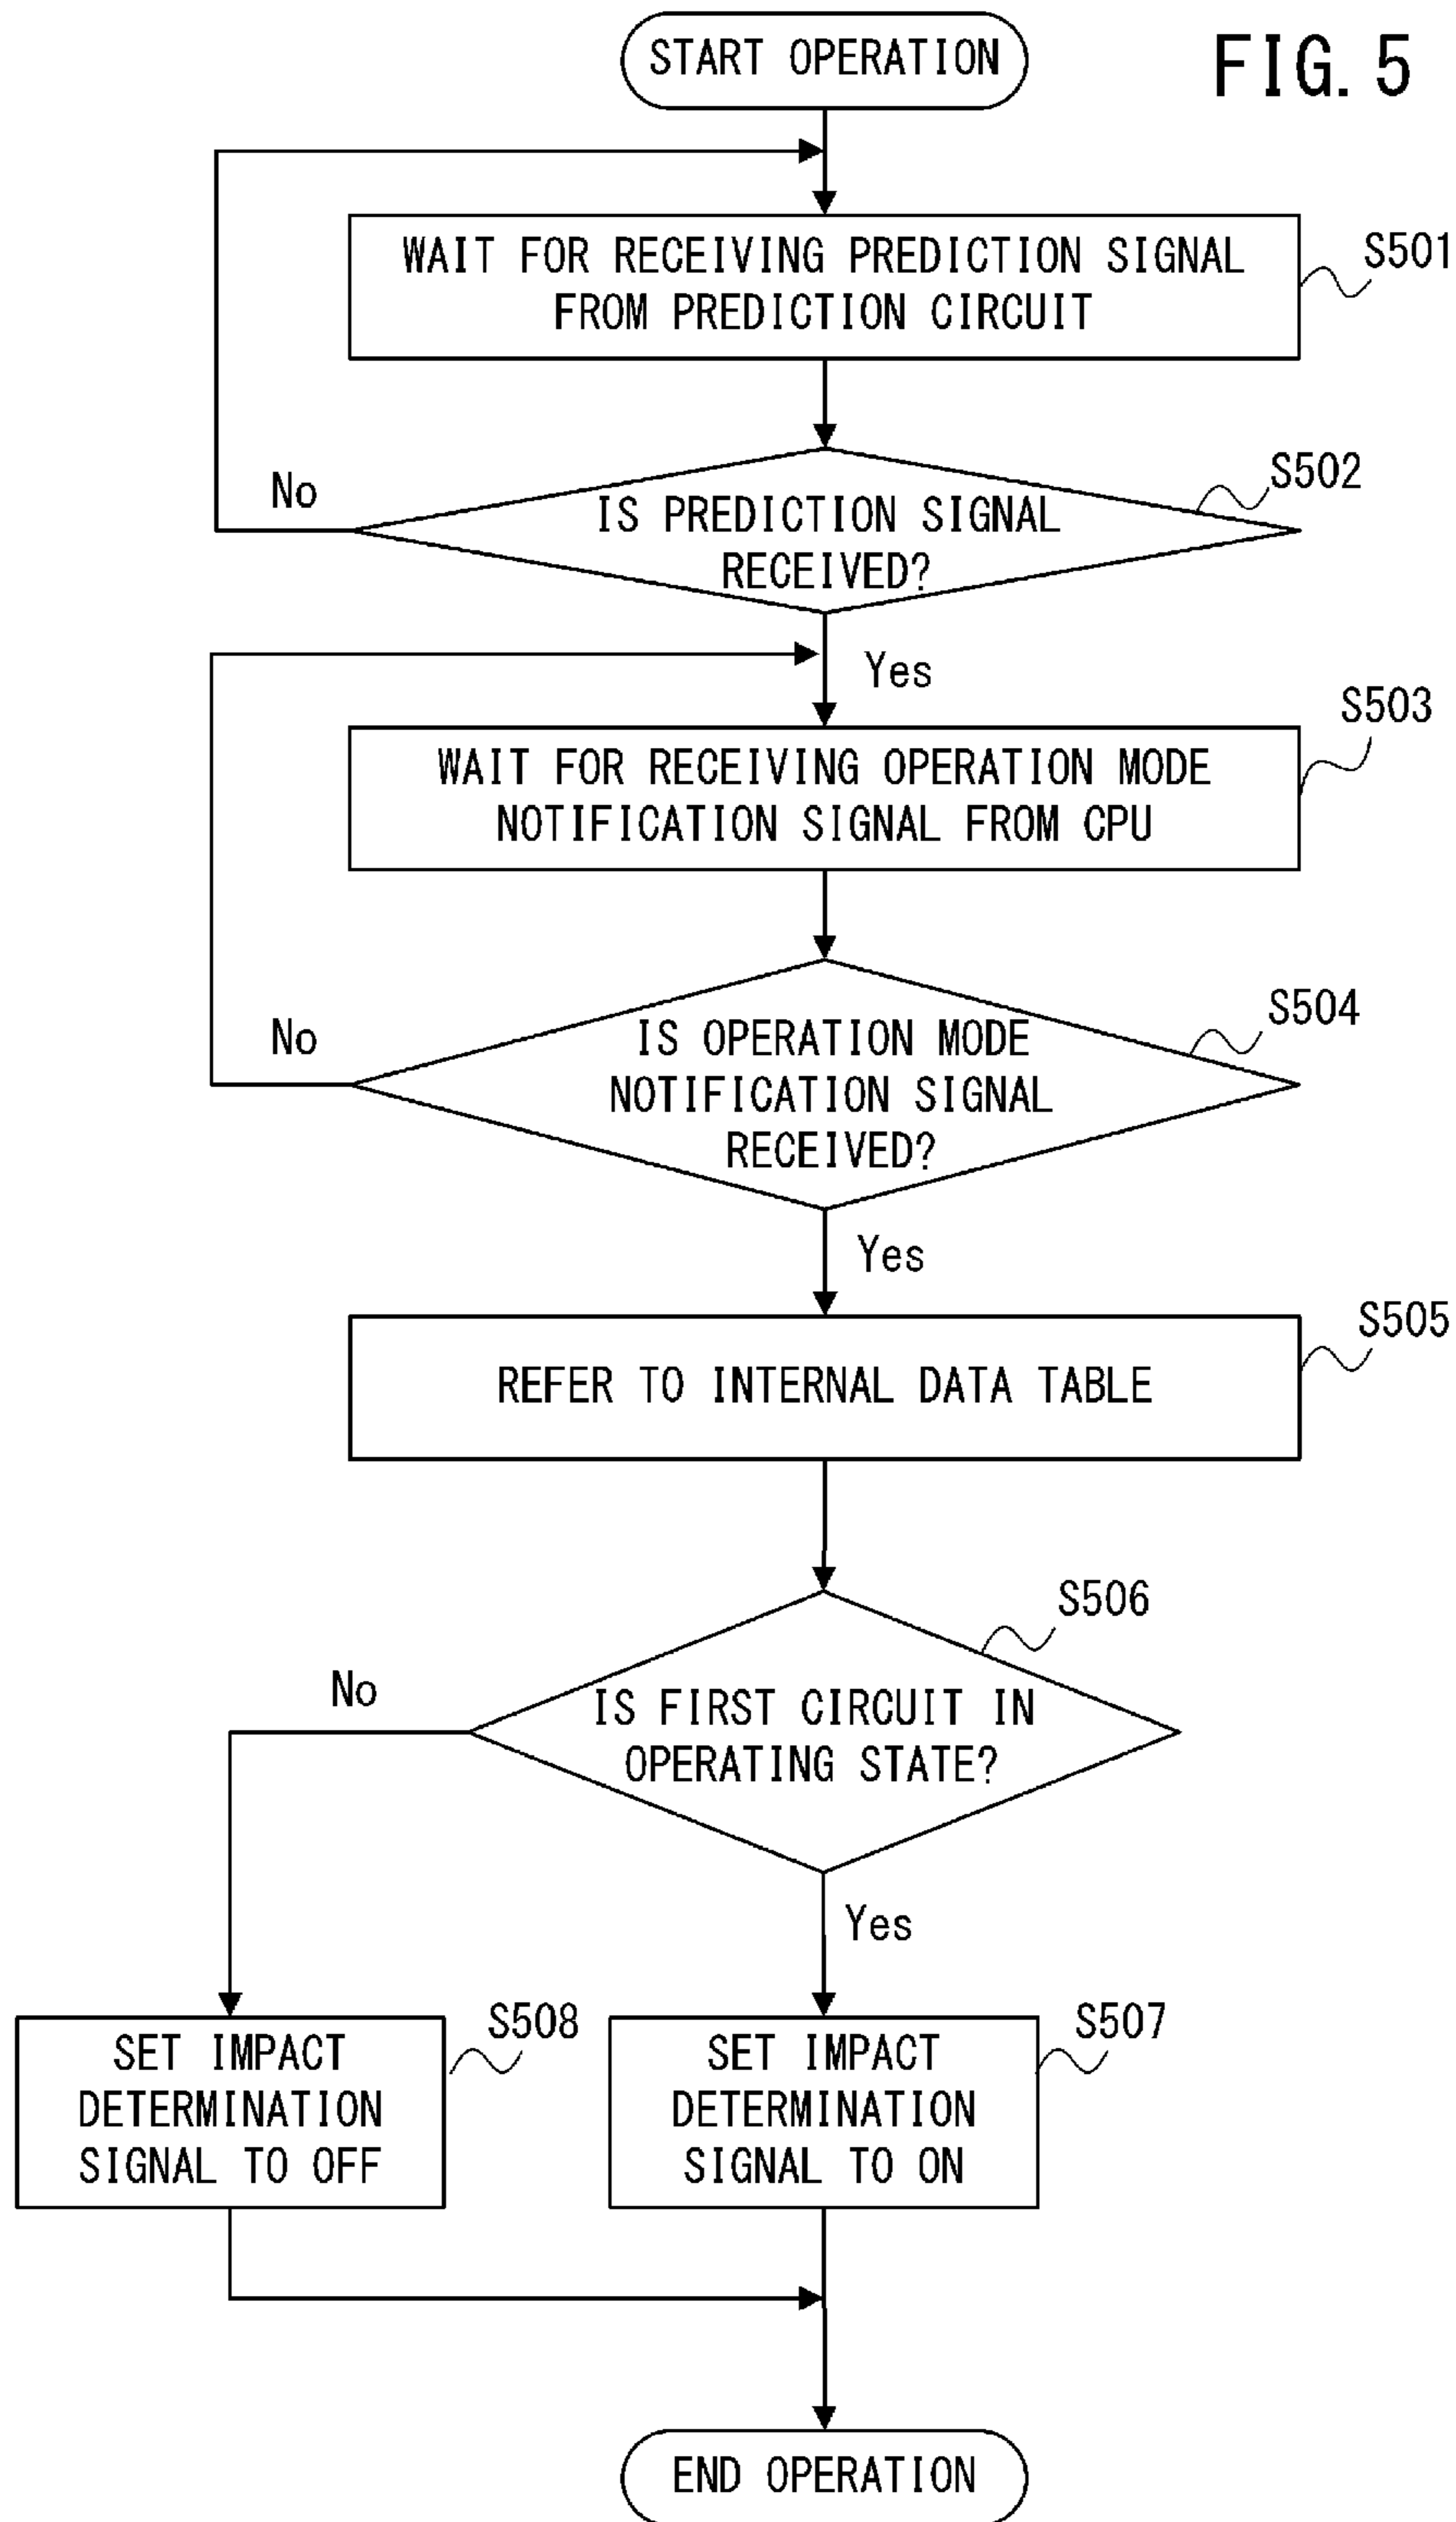 START OPERATION
FIG. 5
WAIT FOR RECEIVING PREDICTION SIGNAL
FROM PREDICTION CIRCUIT
S501
No
IS PREDICTION SIGNAL
RECEIVED?
S502
Yes
WAIT FOR RECEIVING OPERATION MODE
NOTIFICATION SIGNAL FROM CPU
S503
No
IS OPERATION MODE
NOTIFICATION SIGNAL
RECEIVED?
S504
Yes
REFER TO INTERNAL DATA TABLE
S505
No
IS FIRST CIRCUIT IN
OPERATING STATE?
S506
Yes
SET IMPACT
DETERMINATION
SIGNAL TO OFF
S508
SET IMPACT
DETERMINATION
SIGNAL TO ON
S507
END OPERATION